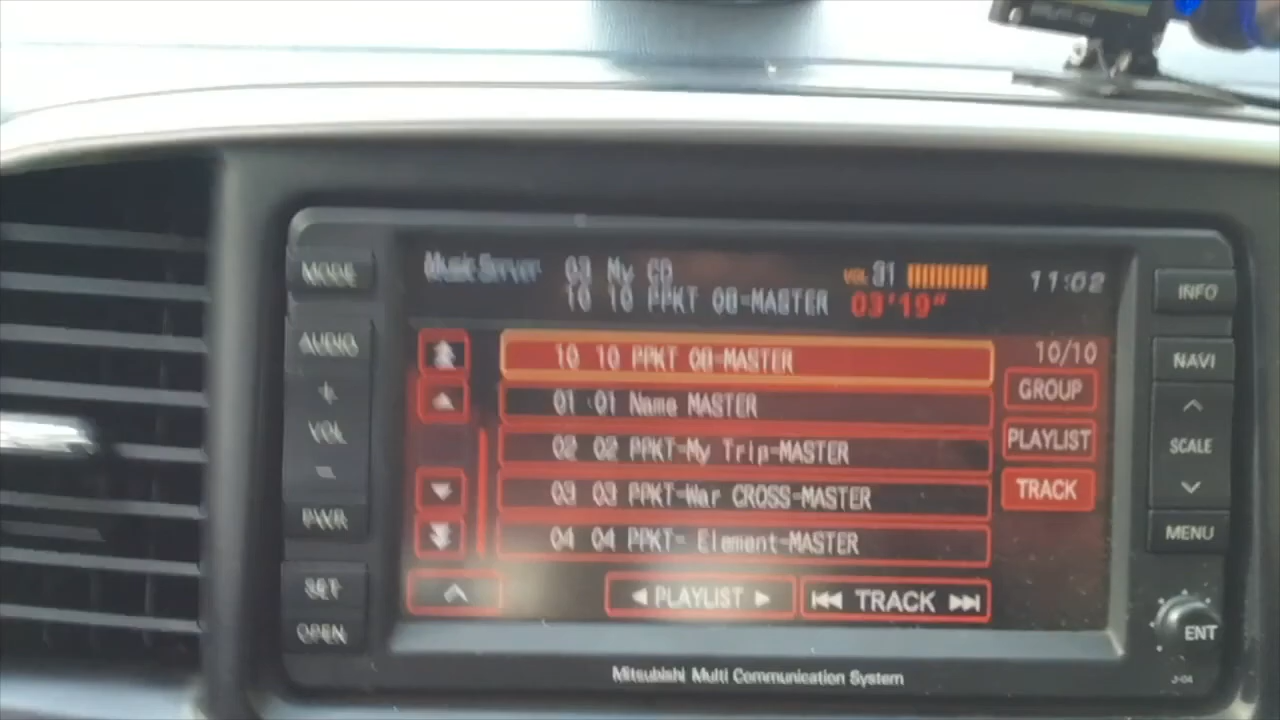 MODE
AUDIO
+
VOL
-
PWR
SET
OPEN
Music Server 03 My CD VOL 31 11:02
10 10 PPKT OB-MASTER 03'19"
10 10 PPKT OB-MASTER 10/10
01 01 Name MASTER GROUP
02 02 PPKT-My Trip-MASTER PLAYLIST
03 03 PPKT-War CROSS-MASTER TRACK
04 04 PPKT- Element-MASTER
PLAYLIST TRACK
INFO
NAVI
SCALE
MENU
ENT
Mitsubishi Multi Communication System
J-04